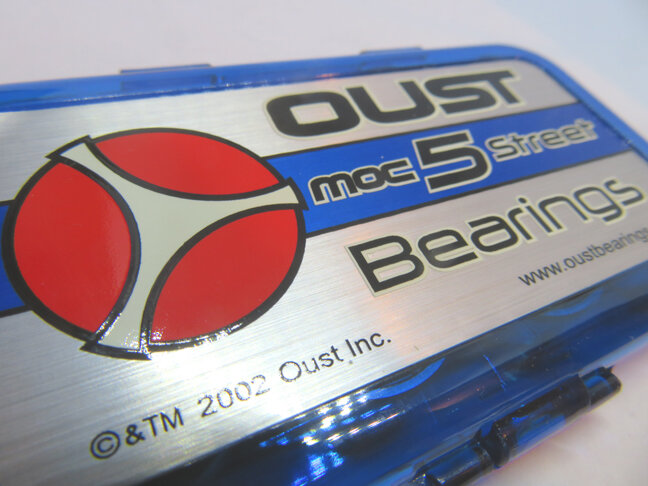 OUST
moc 5 Street
Bearings
www.oustbearings
©&TM 2002 Oust Inc.